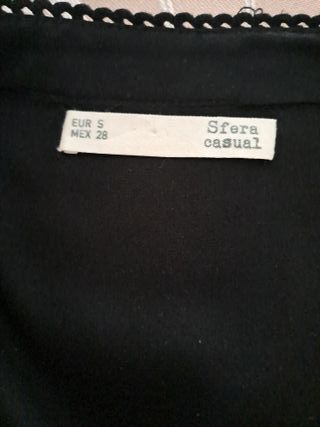 EUR S
MEX 28
Sfera
casual